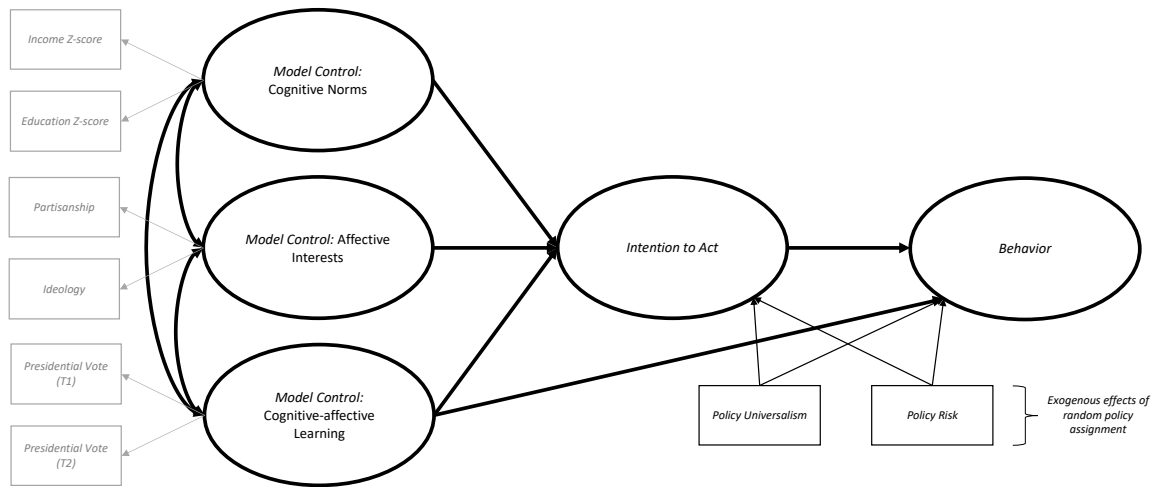 Income Z-score
Education Z-score
Partisanship
Ideology
Presidential Vote
(T1)
Presidential Vote
(T2)
Model Control:
Cognitive Norms
Model Control: Affective
Interests
Model Control:
Cognitive-affective
Learning
Intention to Act
Behavior
Policy Universalism
Policy Risk
Exogenous effects of
random policy
assignment